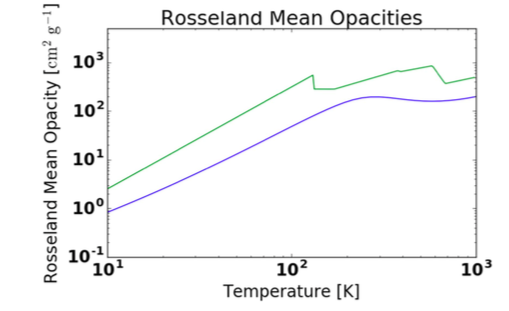 Rosseland Mean Opacities
Rosseland Mean Opacity [cm² g⁻¹]
10³
10²
10¹
10⁰
10⁻¹
10¹ 10² 10³
Temperature [K]